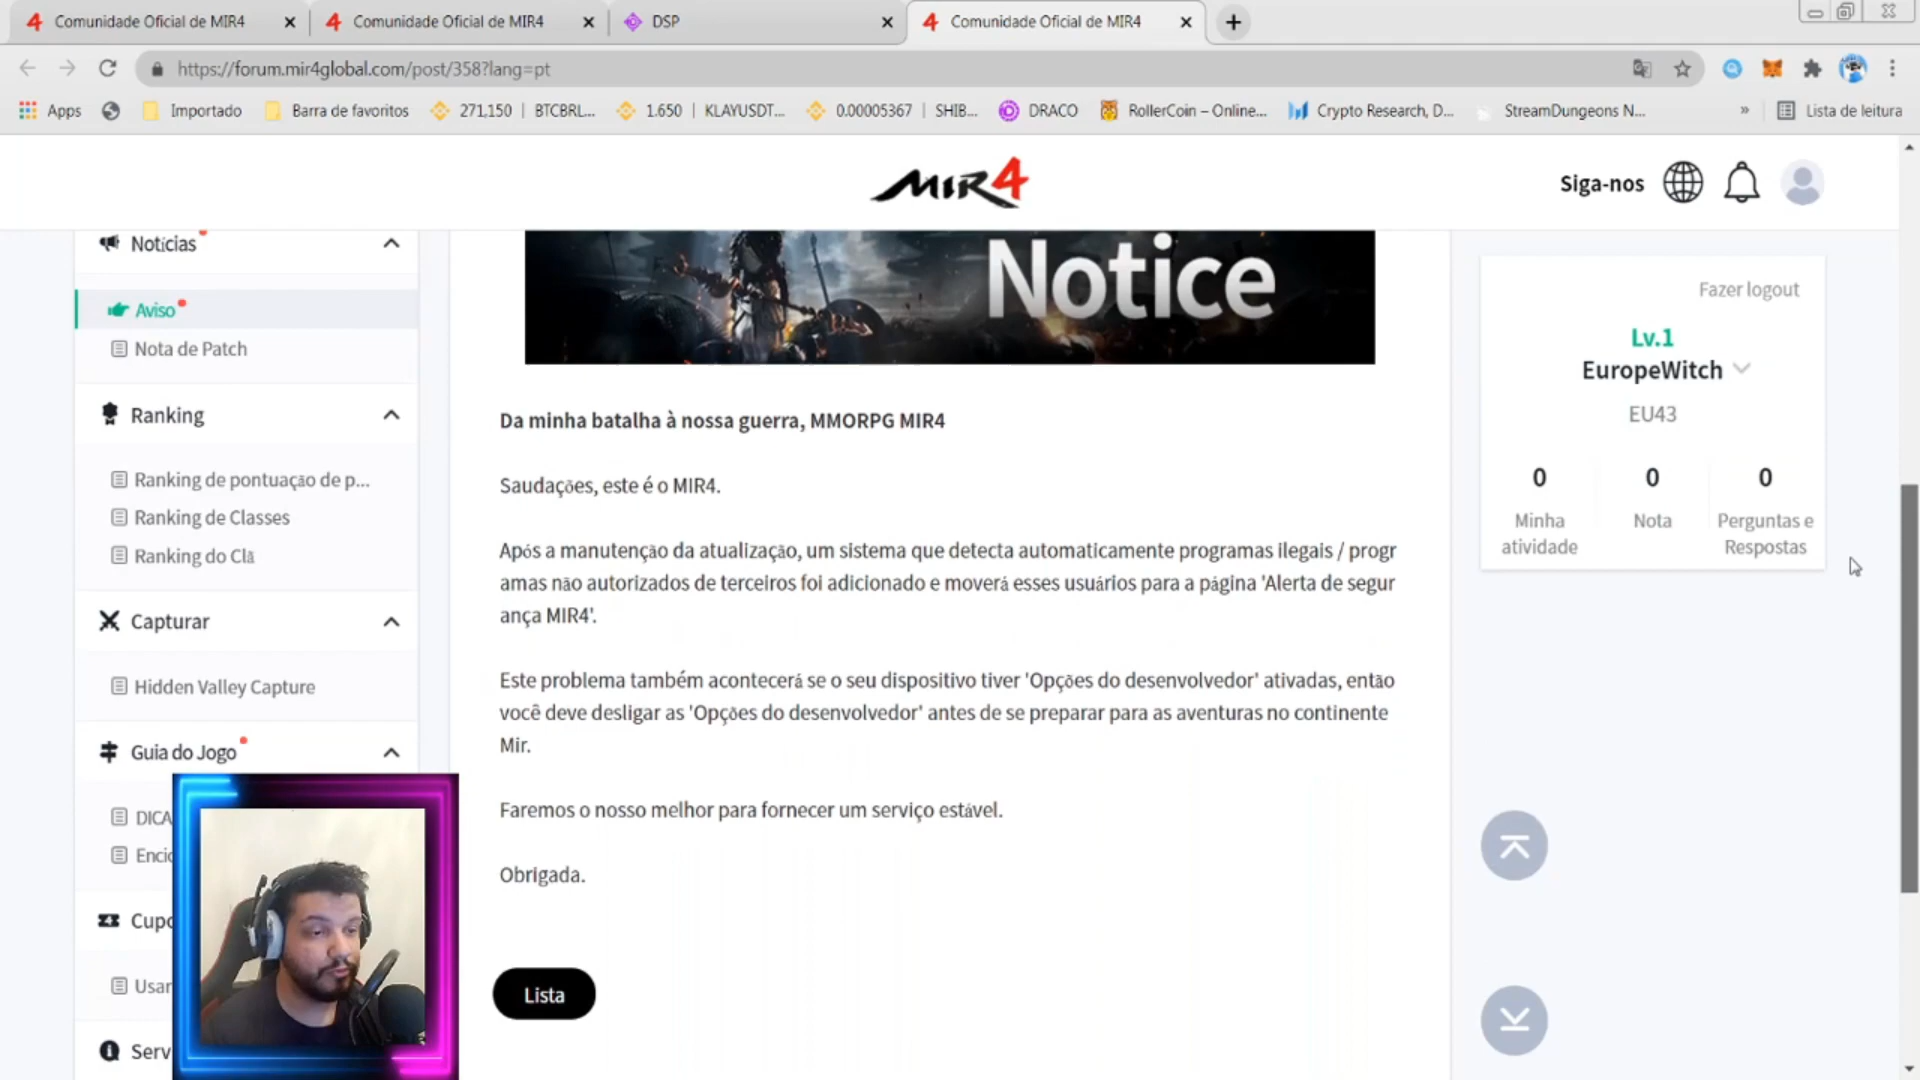 Comunidade Oficial de MIR4
Comunidade Oficial de MIR4
DSP
Comunidade Oficial de MIR4
https://forum.mir4global.com/post/358?lang=pt
Apps
Importado
Barra de favoritos
271,150 | BTCBRL...
1.650 | KLAYUSDT...
0.00005367 | SHIB...
DRACO
RollerCoin – Online...
Crypto Research, D...
StreamDungeons N...
»
Lista de leitura
MIR4
Siga-nos
Notícias
Aviso
Nota de Patch
Ranking
Ranking de pontuação de p...
Ranking de Classes
Ranking do Clã
Capturar
Hidden Valley Capture
Guia do Jogo
DICA
Encic
Cupo
Usar
Serv
Notice
Da minha batalha à nossa guerra, MMORPG MIR4
Saudações, este é o MIR4.
Após a manutenção da atualização, um sistema que detecta automaticamente programas ilegais / progr
amas não autorizados de terceiros foi adicionado e moverá esses usuários para a página 'Alerta de segur
ança MIR4'.
Este problema também acontecerá se o seu dispositivo tiver 'Opções do desenvolvedor' ativadas, então
você deve desligar as 'Opções do desenvolvedor' antes de se preparar para as aventuras no continente
Mir.
Faremos o nosso melhor para fornecer um serviço estável.
Obrigada.
Lista
Fazer logout
Lv.1
EuropeWitch
EU43
0
0
0
Minha
atividade
Nota
Perguntas e
Respostas